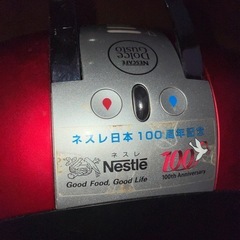 NESCAFÉ
Dolce
Gusto
ネスレ日本100周年記念
ネスレ
Nestlé
Good Food, Good Life
100
100th Anniversary